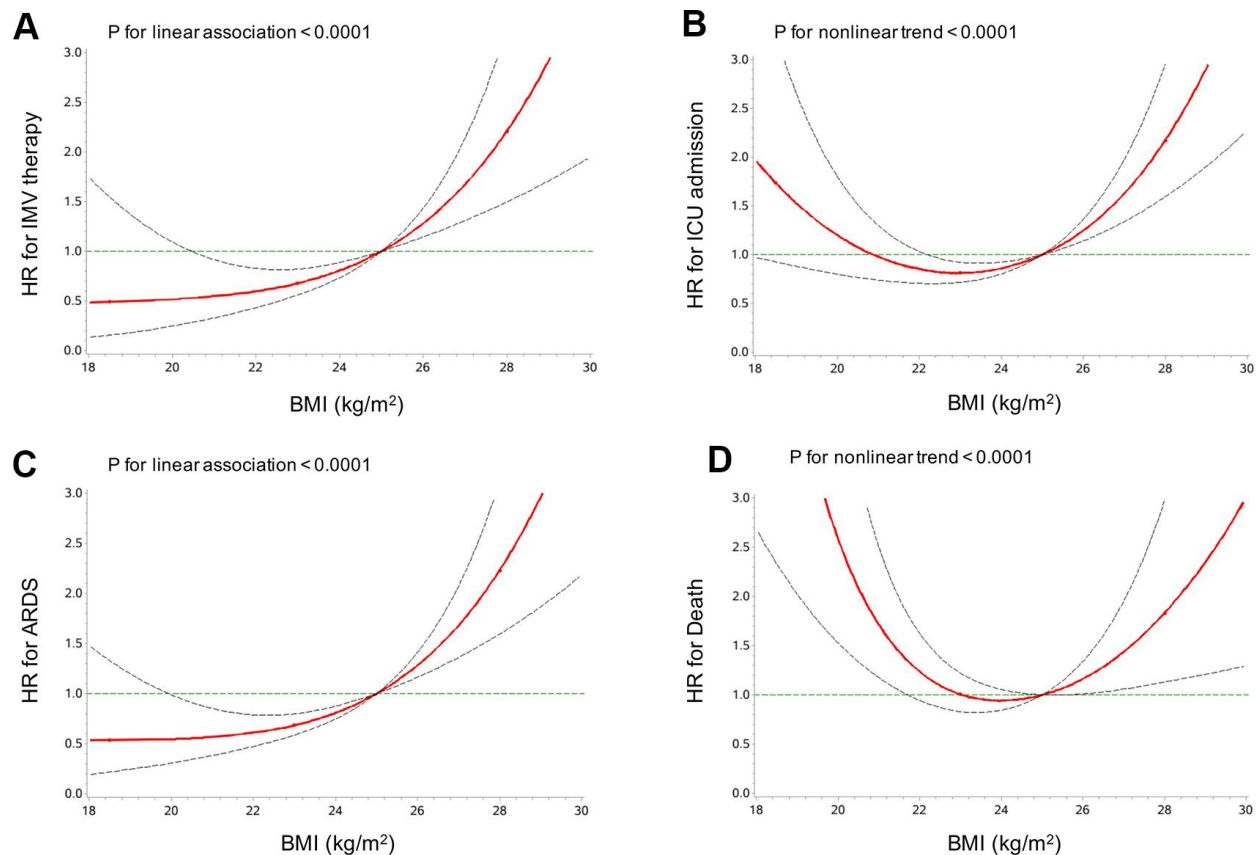 A
P for linear association < 0.0001
HR for IMV therapy
3.0
2.5
2.0
1.5
1.0
0.5
0.0
18 20 22 24 26 28 30
BMI (kg/m²)
B
P for nonlinear trend < 0.0001
HR for ICU admission
3.0
2.5
2.0
1.5
1.0
0.5
0.0
18 20 22 24 26 28 30
BMI (kg/m²)
C
P for linear association < 0.0001
HR for ARDS
3.0
2.5
2.0
1.5
1.0
0.5
0.0
18 20 22 24 26 28 30
BMI (kg/m²)
D
P for nonlinear trend < 0.0001
HR for Death
3.0
2.5
2.0
1.5
1.0
0.5
0.0
18 20 22 24 26 28 30
BMI (kg/m²)